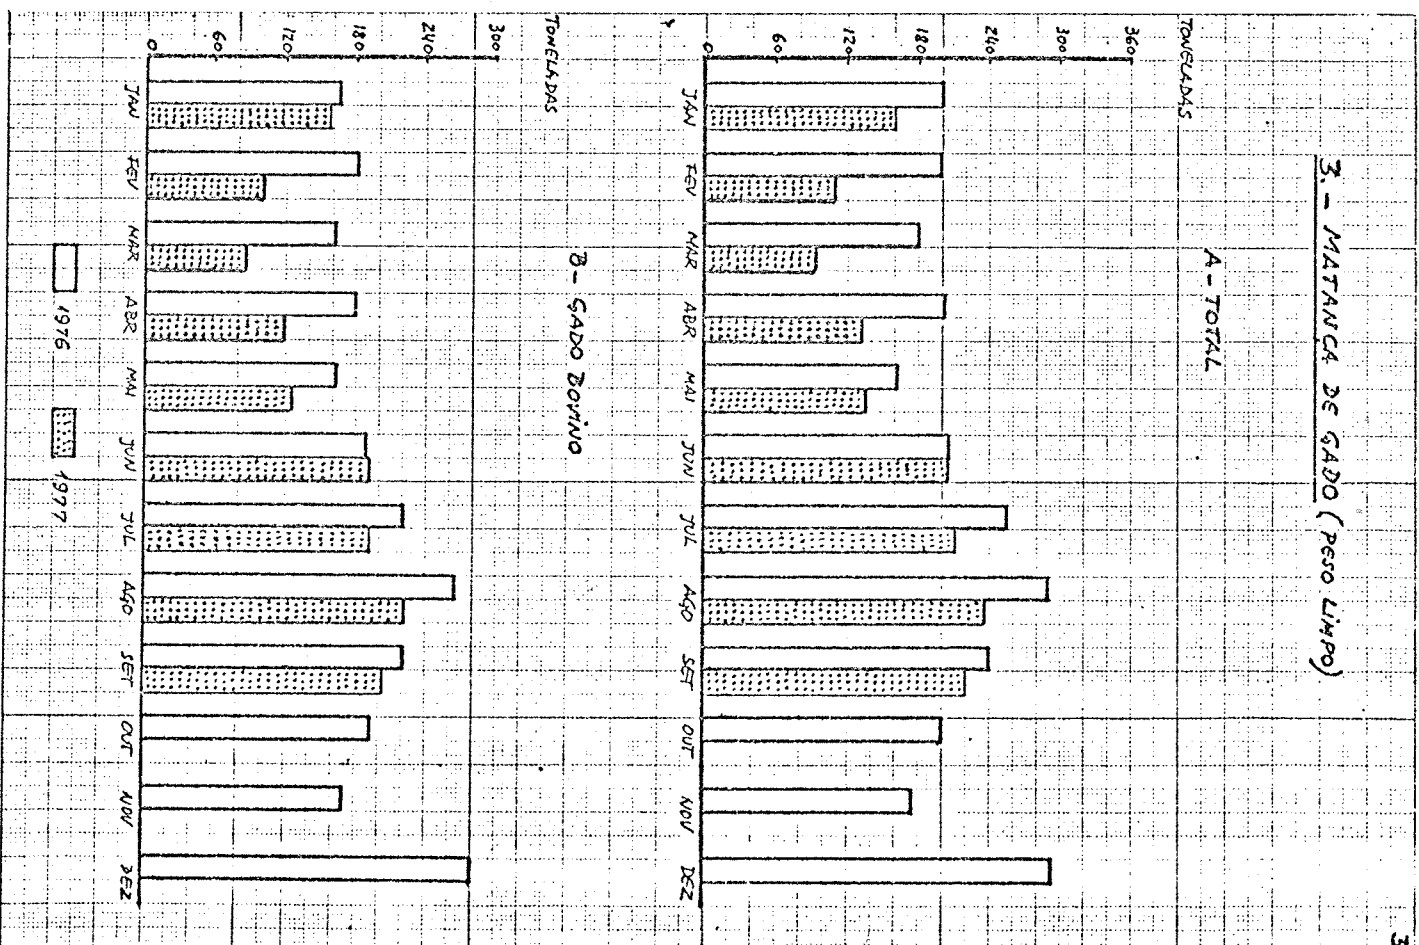 3
3.- MATANÇA DE GADO (PESO LIMPO)
A - TOTAL
TONELADAS
360
300
240
180
120
60
0
JAN FEV MAR ABR MAI JUN JUL AGO SET OUT NOV DEZ
B - GADO BOVINO
TONELADAS
300
240
180
120
60
0
JAN FEV MAR ABR MAI JUN JUL AGO SET OUT NOV DEZ
1976 1977